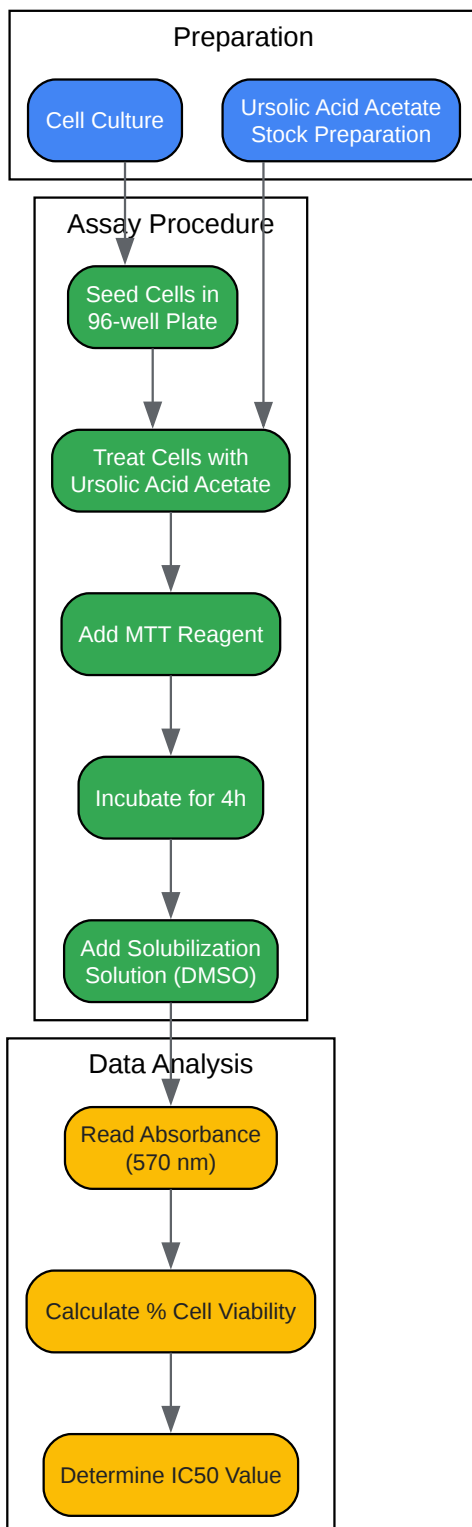 Preparation
Cell Culture
Ursolic Acid Acetate
Stock Preparation
Assay Procedure
Seed Cells in
96-well Plate
Treat Cells with
Ursolic Acid Acetate
Add MTT Reagent
Incubate for 4h
Add Solubilization
Solution (DMSO)
Data Analysis
Read Absorbance
(570 nm)
Calculate % Cell Viability
Determine IC50 Value